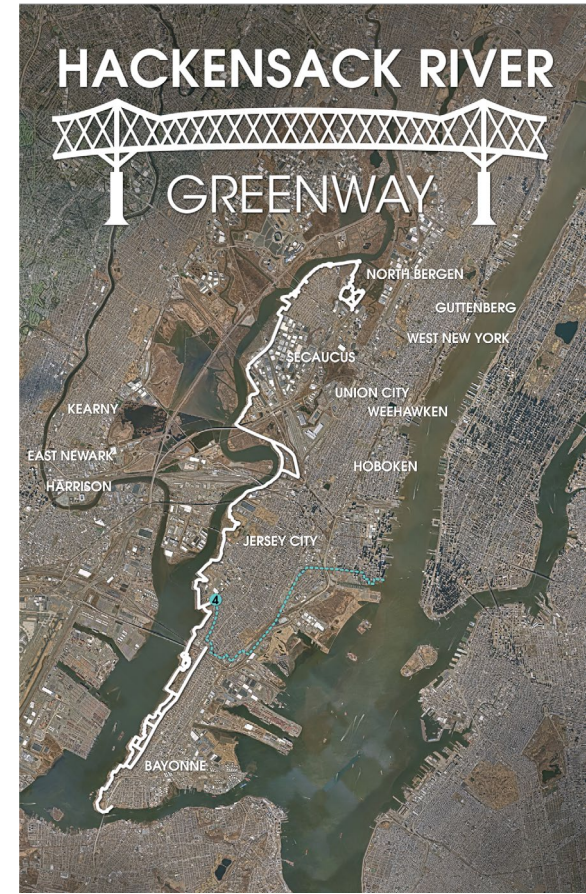 HACKENSACK RIVER
GREENWAY
NORTH BERGEN
GUTTENBERG
WEST NEW YORK
SECAUCUS
UNION CITY
WEEHAWKEN
KEARNY
EAST NEWARK
HOBOKEN
HARRISON
JERSEY CITY
4
BAYONNE